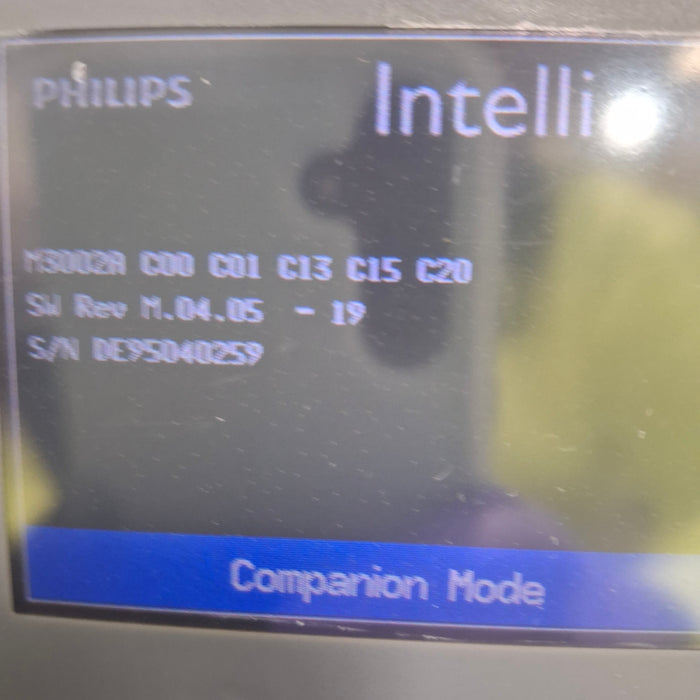 PHILIPS
Intelli
M3002A C00 C01 C13 C15 C20
SW Rev M.04.05 - 19
S/N DE95040259
Companion Mode